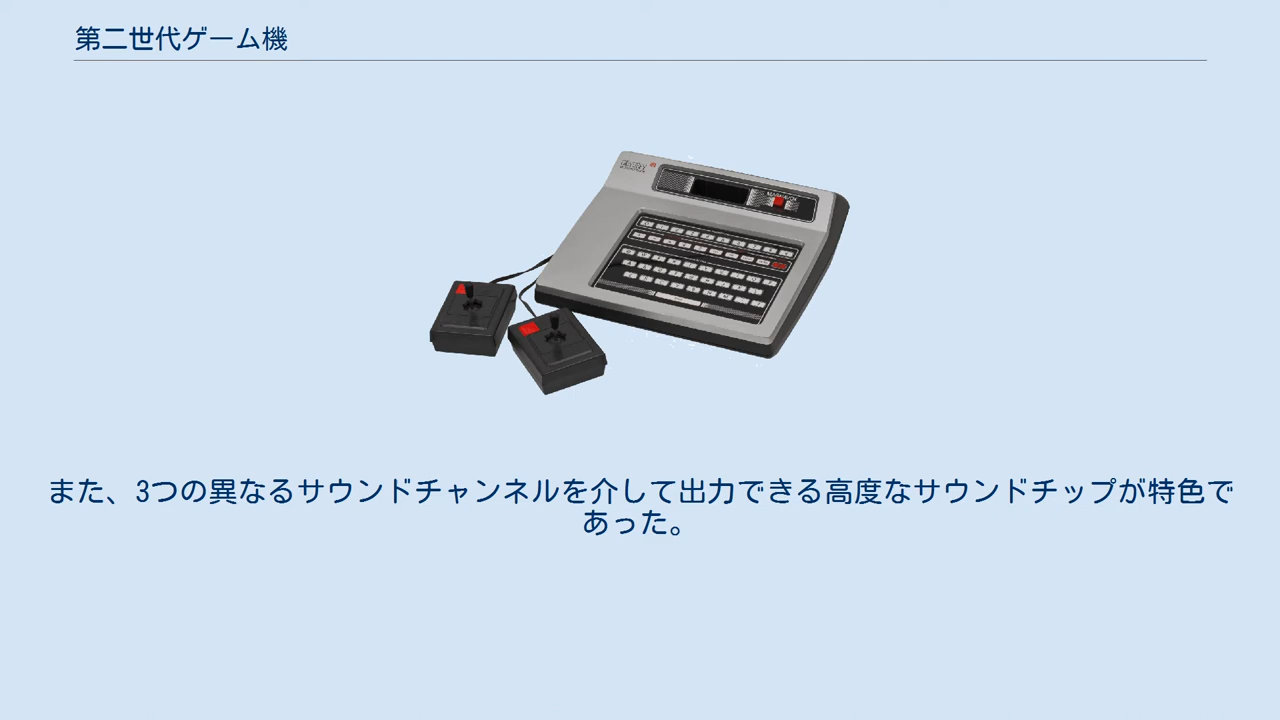 第二世代ゲーム機
また、3つの異なるサウンドチャンネルを介して出力できる高度なサウンドチップが特色で
あった。